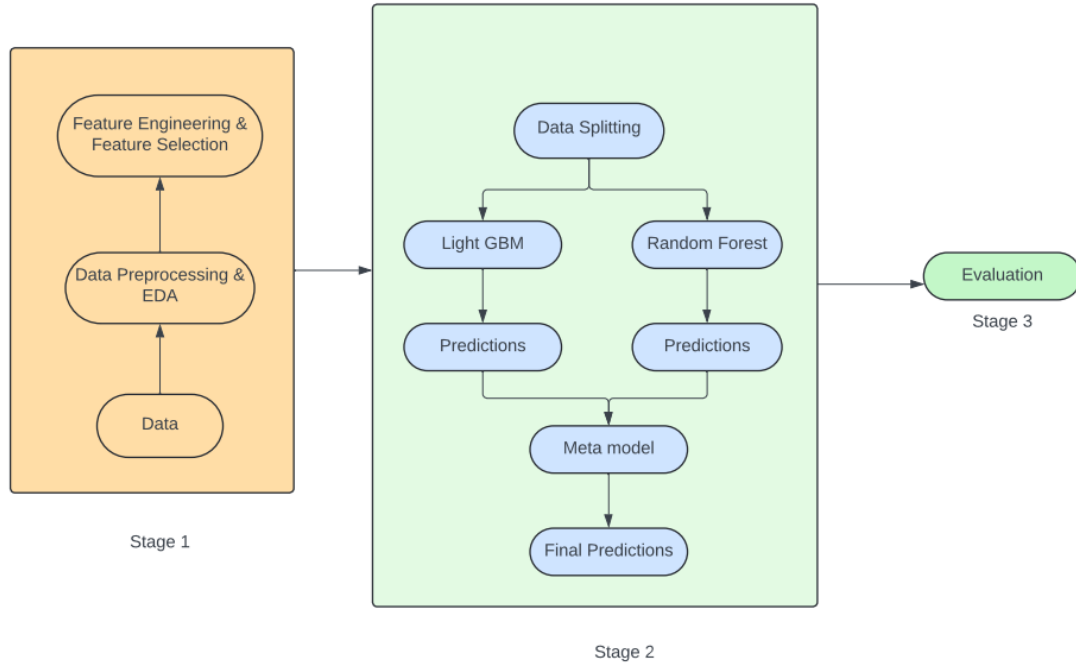 Feature Engineering &
Feature Selection
Data Preprocessing &
EDA
Data
Stage 1
Data Splitting
Light GBM
Random Forest
Predictions
Predictions
Meta model
Final Predictions
Stage 2
Evaluation
Stage 3